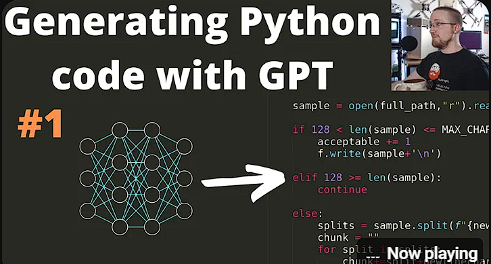 Generating Python
code with GPT
#1
sample = open(full_path,"r").rea
if 128 < len(sample) <= MAX_CHAR
acceptable += 1
f.write(sample+'\n')
elif 128 >= len(sample):
continue
else:
splits = sample.split(f"{new
chunk = ""
for split
Now playing